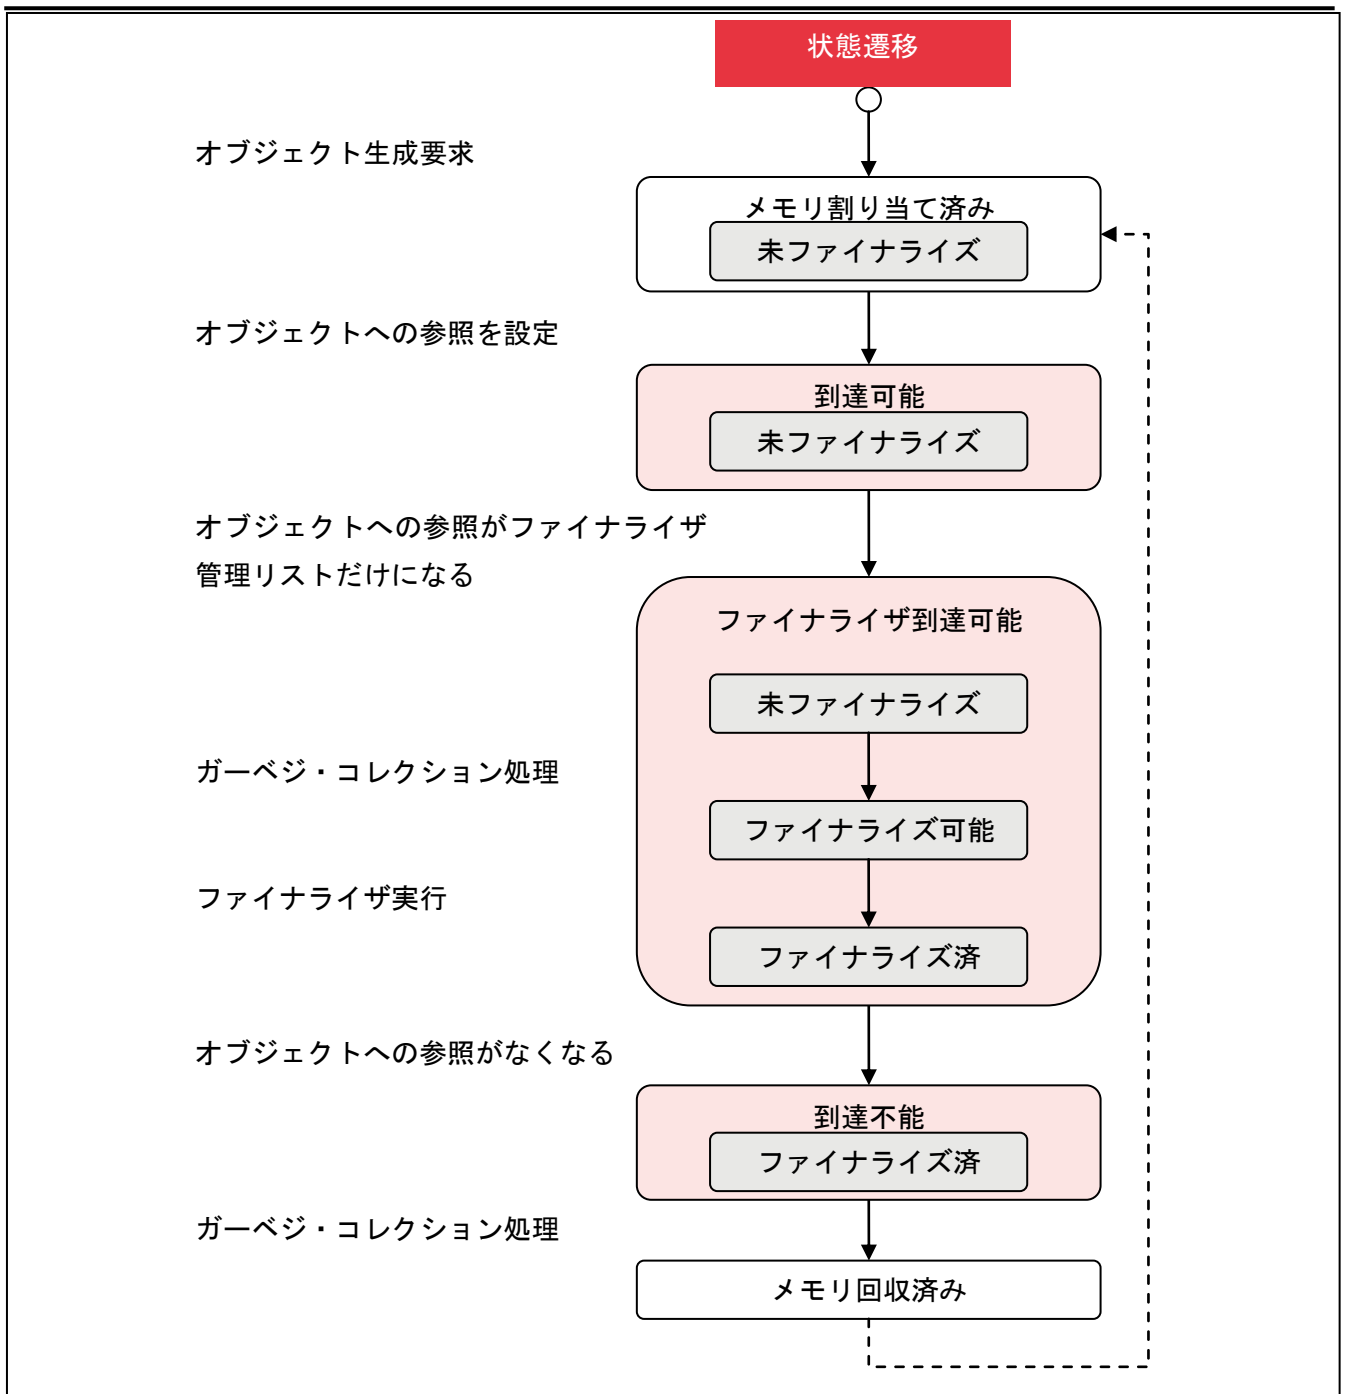 状態遷移
オブジェクト生成要求
メモリ割り当て済み
未ファイナライズ
オブジェクトへの参照を設定
到達可能
未ファイナライズ
オブジェクトへの参照がファイナライザ
管理リストだけになる
ファイナライザ到達可能
未ファイナライズ
ガーベジ・コレクション処理
ファイナライズ可能
ファイナライザ実行
ファイナライズ済
オブジェクトへの参照がなくなる
到達不能
ファイナライズ済
ガーベジ・コレクション処理
メモリ回収済み